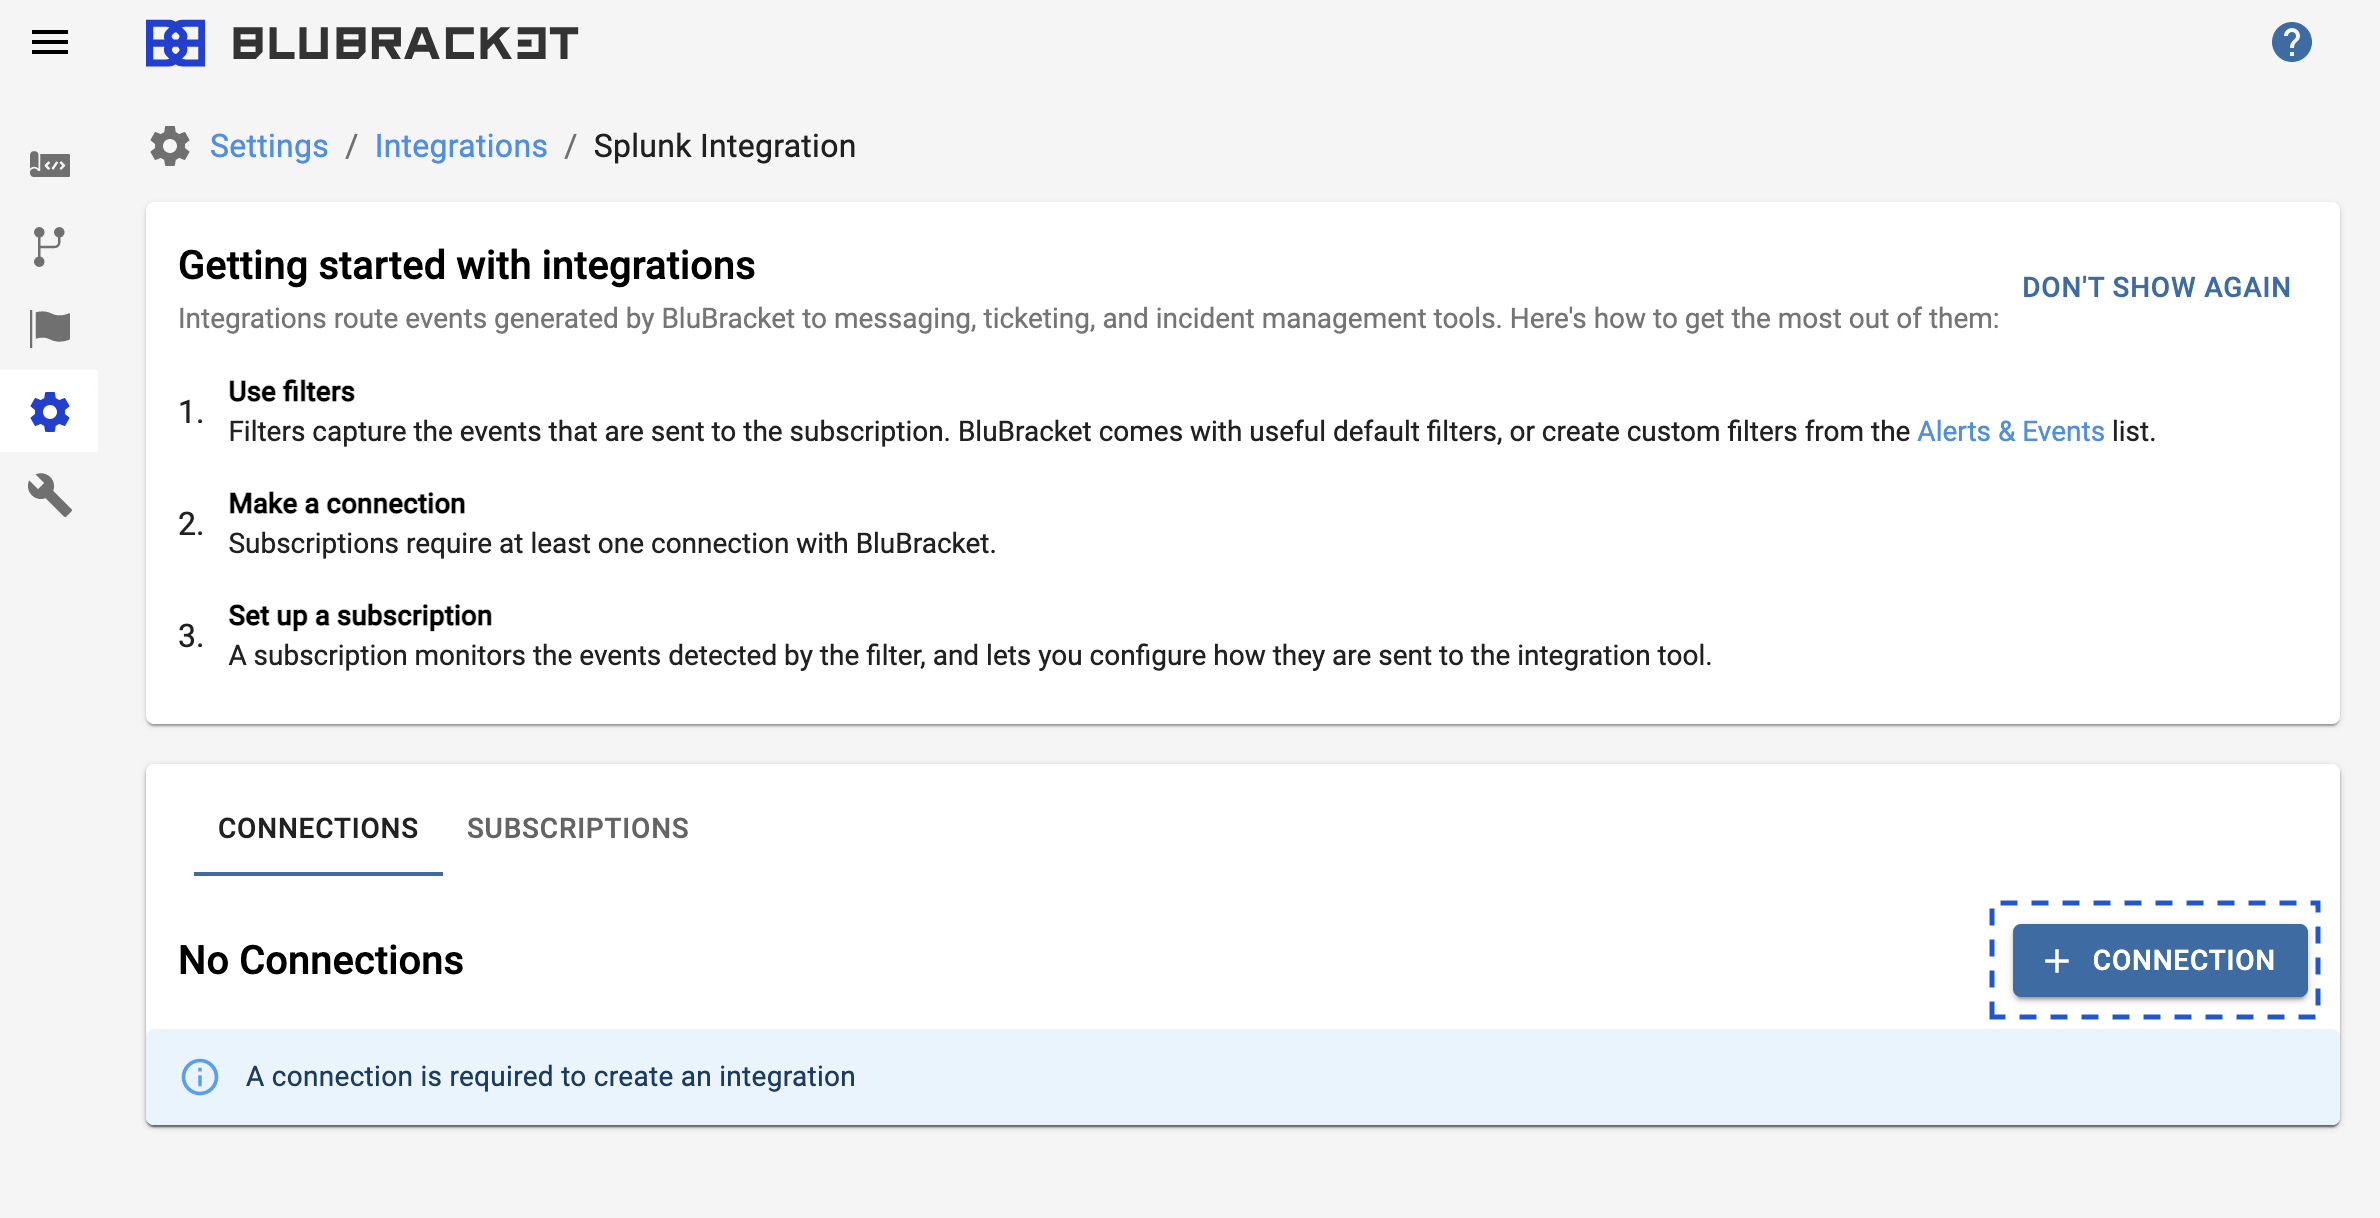 BLUBRACKET
?
Settings / Integrations / Splunk Integration
Getting started with integrations
DON'T SHOW AGAIN
Integrations route events generated by BluBracket to messaging, ticketing, and incident management tools. Here's how to get the most out of them:
1. Use filters
Filters capture the events that are sent to the subscription. BluBracket comes with useful default filters, or create custom filters from the Alerts & Events list.
2. Make a connection
Subscriptions require at least one connection with BluBracket.
3. Set up a subscription
A subscription monitors the events detected by the filter, and lets you configure how they are sent to the integration tool.
CONNECTIONS SUBSCRIPTIONS
No Connections
+ CONNECTION
A connection is required to create an integration